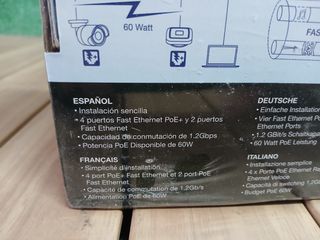 60 Watt
FAS
ESPAÑOL
- Instalación sencilla
- 4 puertos Fast Ethernet PoE+ y 2 puertos
Fast Ethernet
- Capacidad de conmutación de 1.2Gbps
- Potencia PoE Disponible de 60W
FRANÇAIS
- Simplicité d'installation
- 4 port PoE+ Fast Ethernet et 2 port PoE
Fast Ethernet
- Capacité de commutation de 1.2Gb/s
- Alimentation PoE de 60W
DEUTSCHE
- Einfache Installation
- Vier Fast Ethernet Po
Ethernet Ports
- 1.2 GB/s Schaltkapa
- 60 Watt PoE Leistung
ITALIANO
- Installazione semplice
- 4 x Porte PoE Ethernet
Ethernet Veloce
- Capacità di switching 1.2G
- Budget PoE 60W